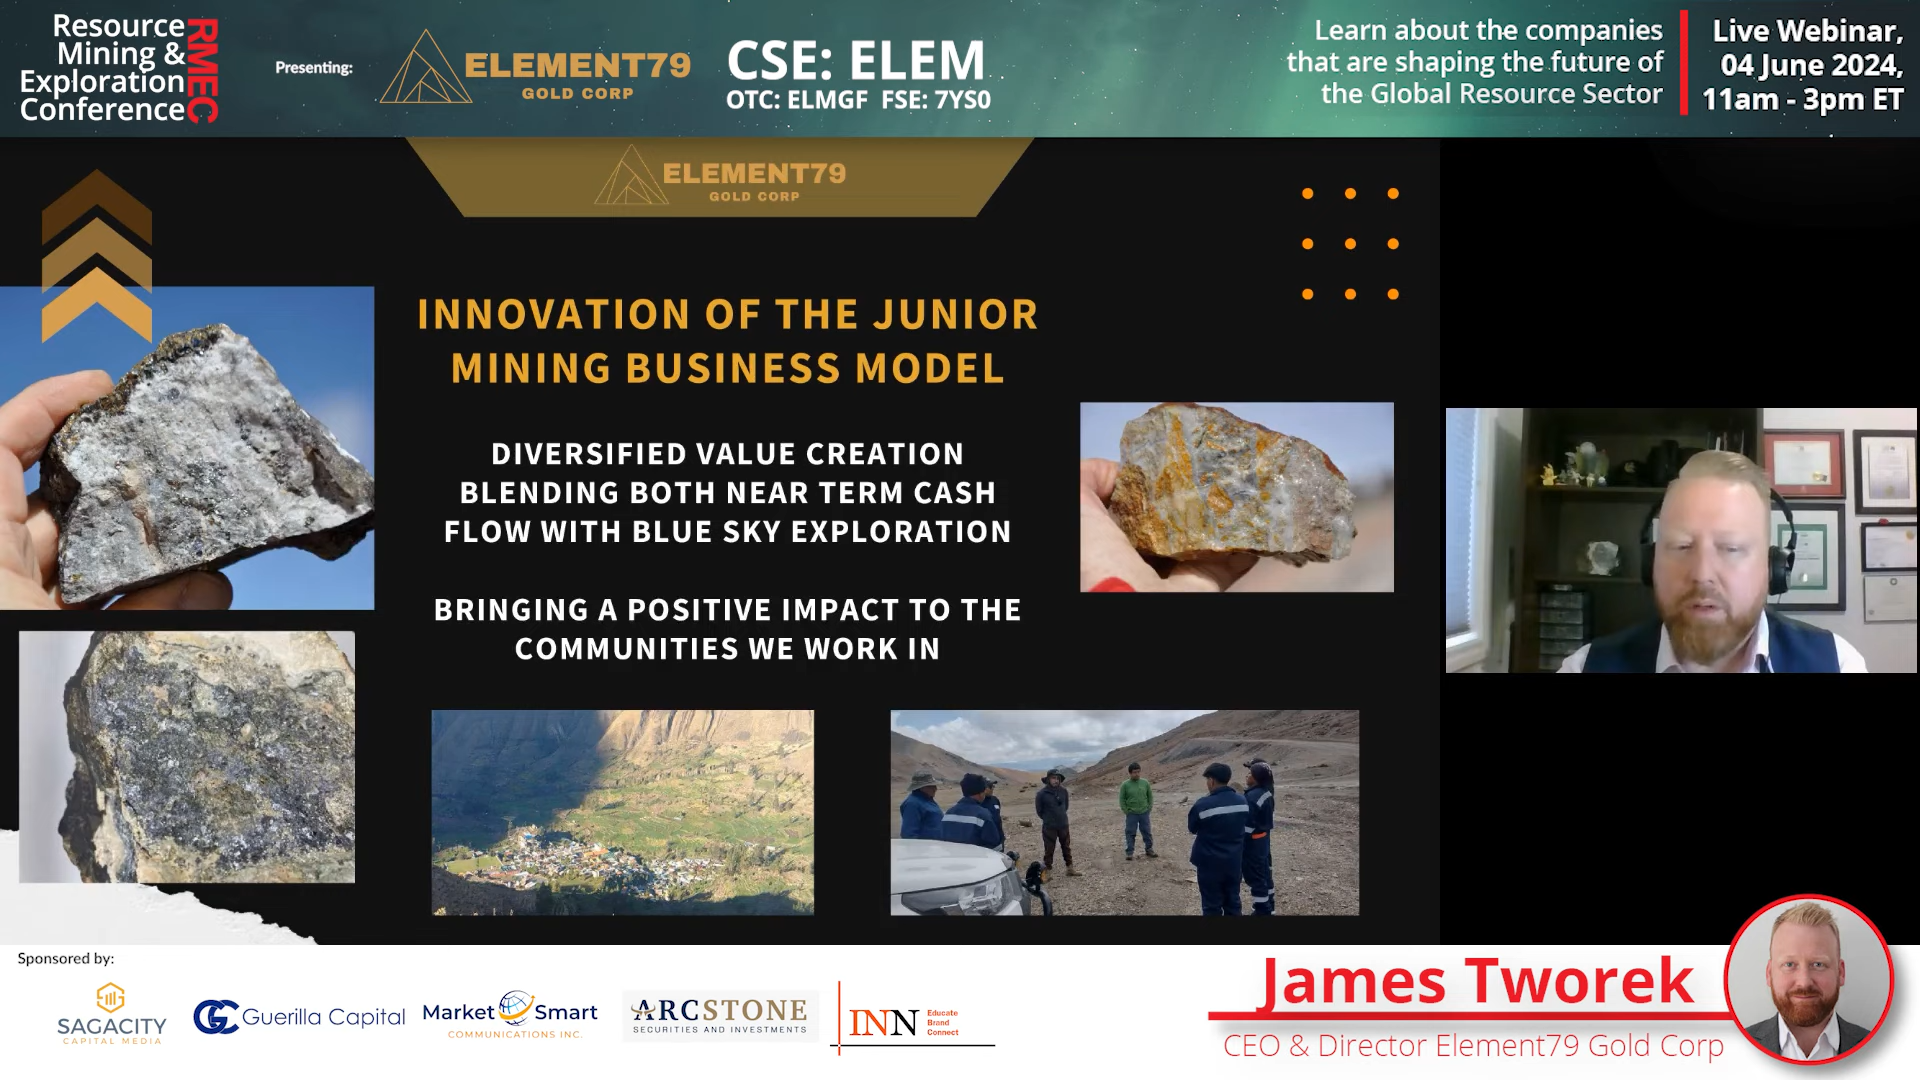 Resource
Mining &
Exploration
Conference
RMEC
Presenting:
ELEMENT79
GOLD CORP
CSE: ELEM
OTC: ELMGF FSE: 7YS0
Learn about the companies
that are shaping the future of
the Global Resource Sector
Live Webinar,
04 June 2024,
11am - 3pm ET
ELEMENT79
GOLD CORP
INNOVATION OF THE JUNIOR
MINING BUSINESS MODEL
DIVERSIFIED VALUE CREATION
BLENDING BOTH NEAR TERM CASH
FLOW WITH BLUE SKY EXPLORATION
BRINGING A POSITIVE IMPACT TO THE
COMMUNITIES WE WORK IN
Sponsored by:
SAGACITY
CAPITAL MEDIA
GC Guerilla Capital
Market Smart
COMMUNICATIONS INC.
ARCSTONE
SECURITIES AND INVESTMENTS
INN
Educate
Brand
Connect
James Tworek
CEO & Director Element79 Gold Corp